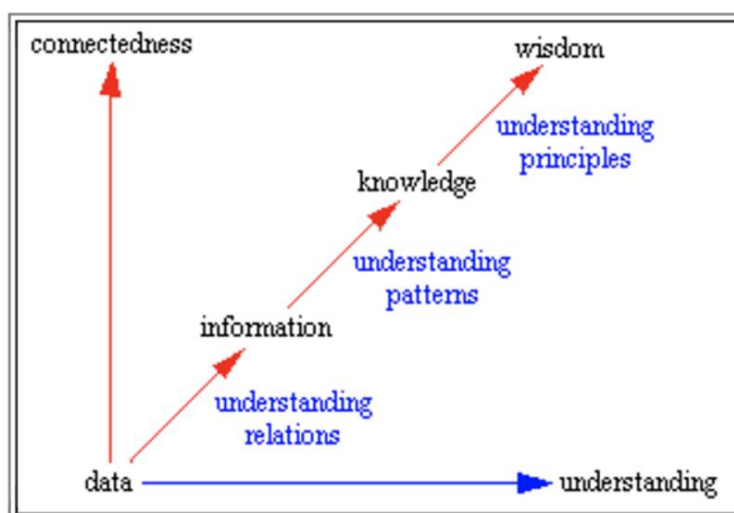 connectedness
wisdom
understanding
principles
knowledge
understanding
patterns
information
understanding
relations
data
understanding